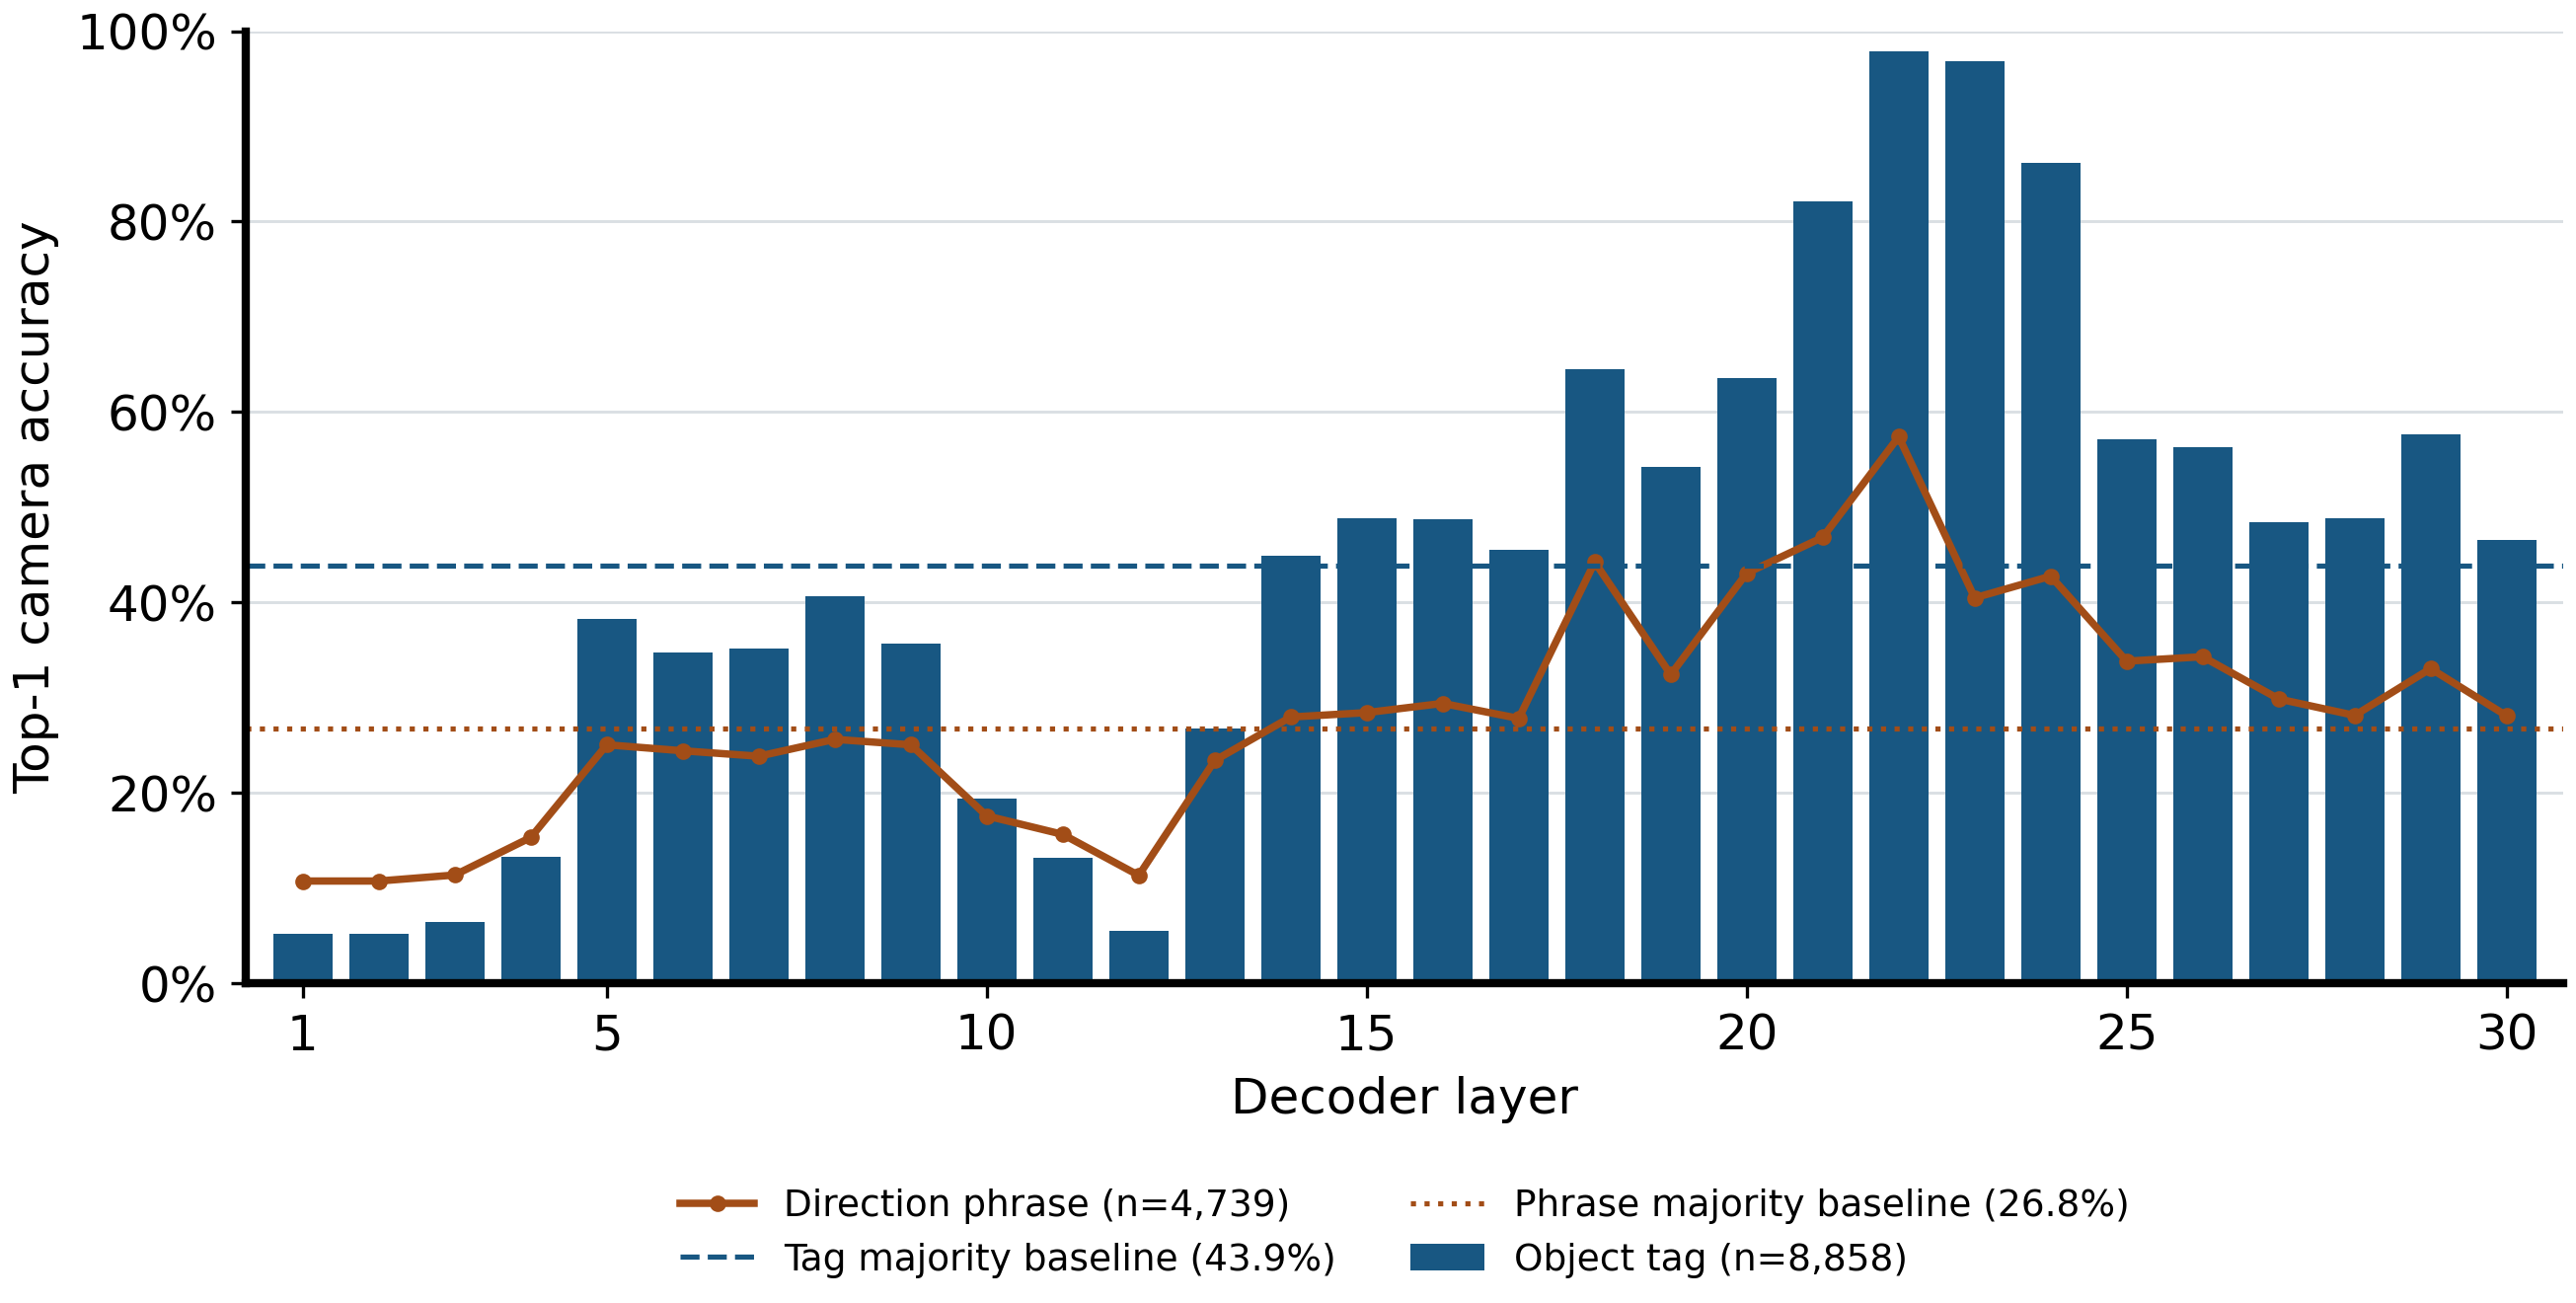 Top-1 camera accuracy
100%
80%
60%
40%
20%
0%
1 5 10 15 20 25 30
Decoder layer
Direction phrase (n=4,739)
Tag majority baseline (43.9%)
Phrase majority baseline (26.8%)
Object tag (n=8,858)